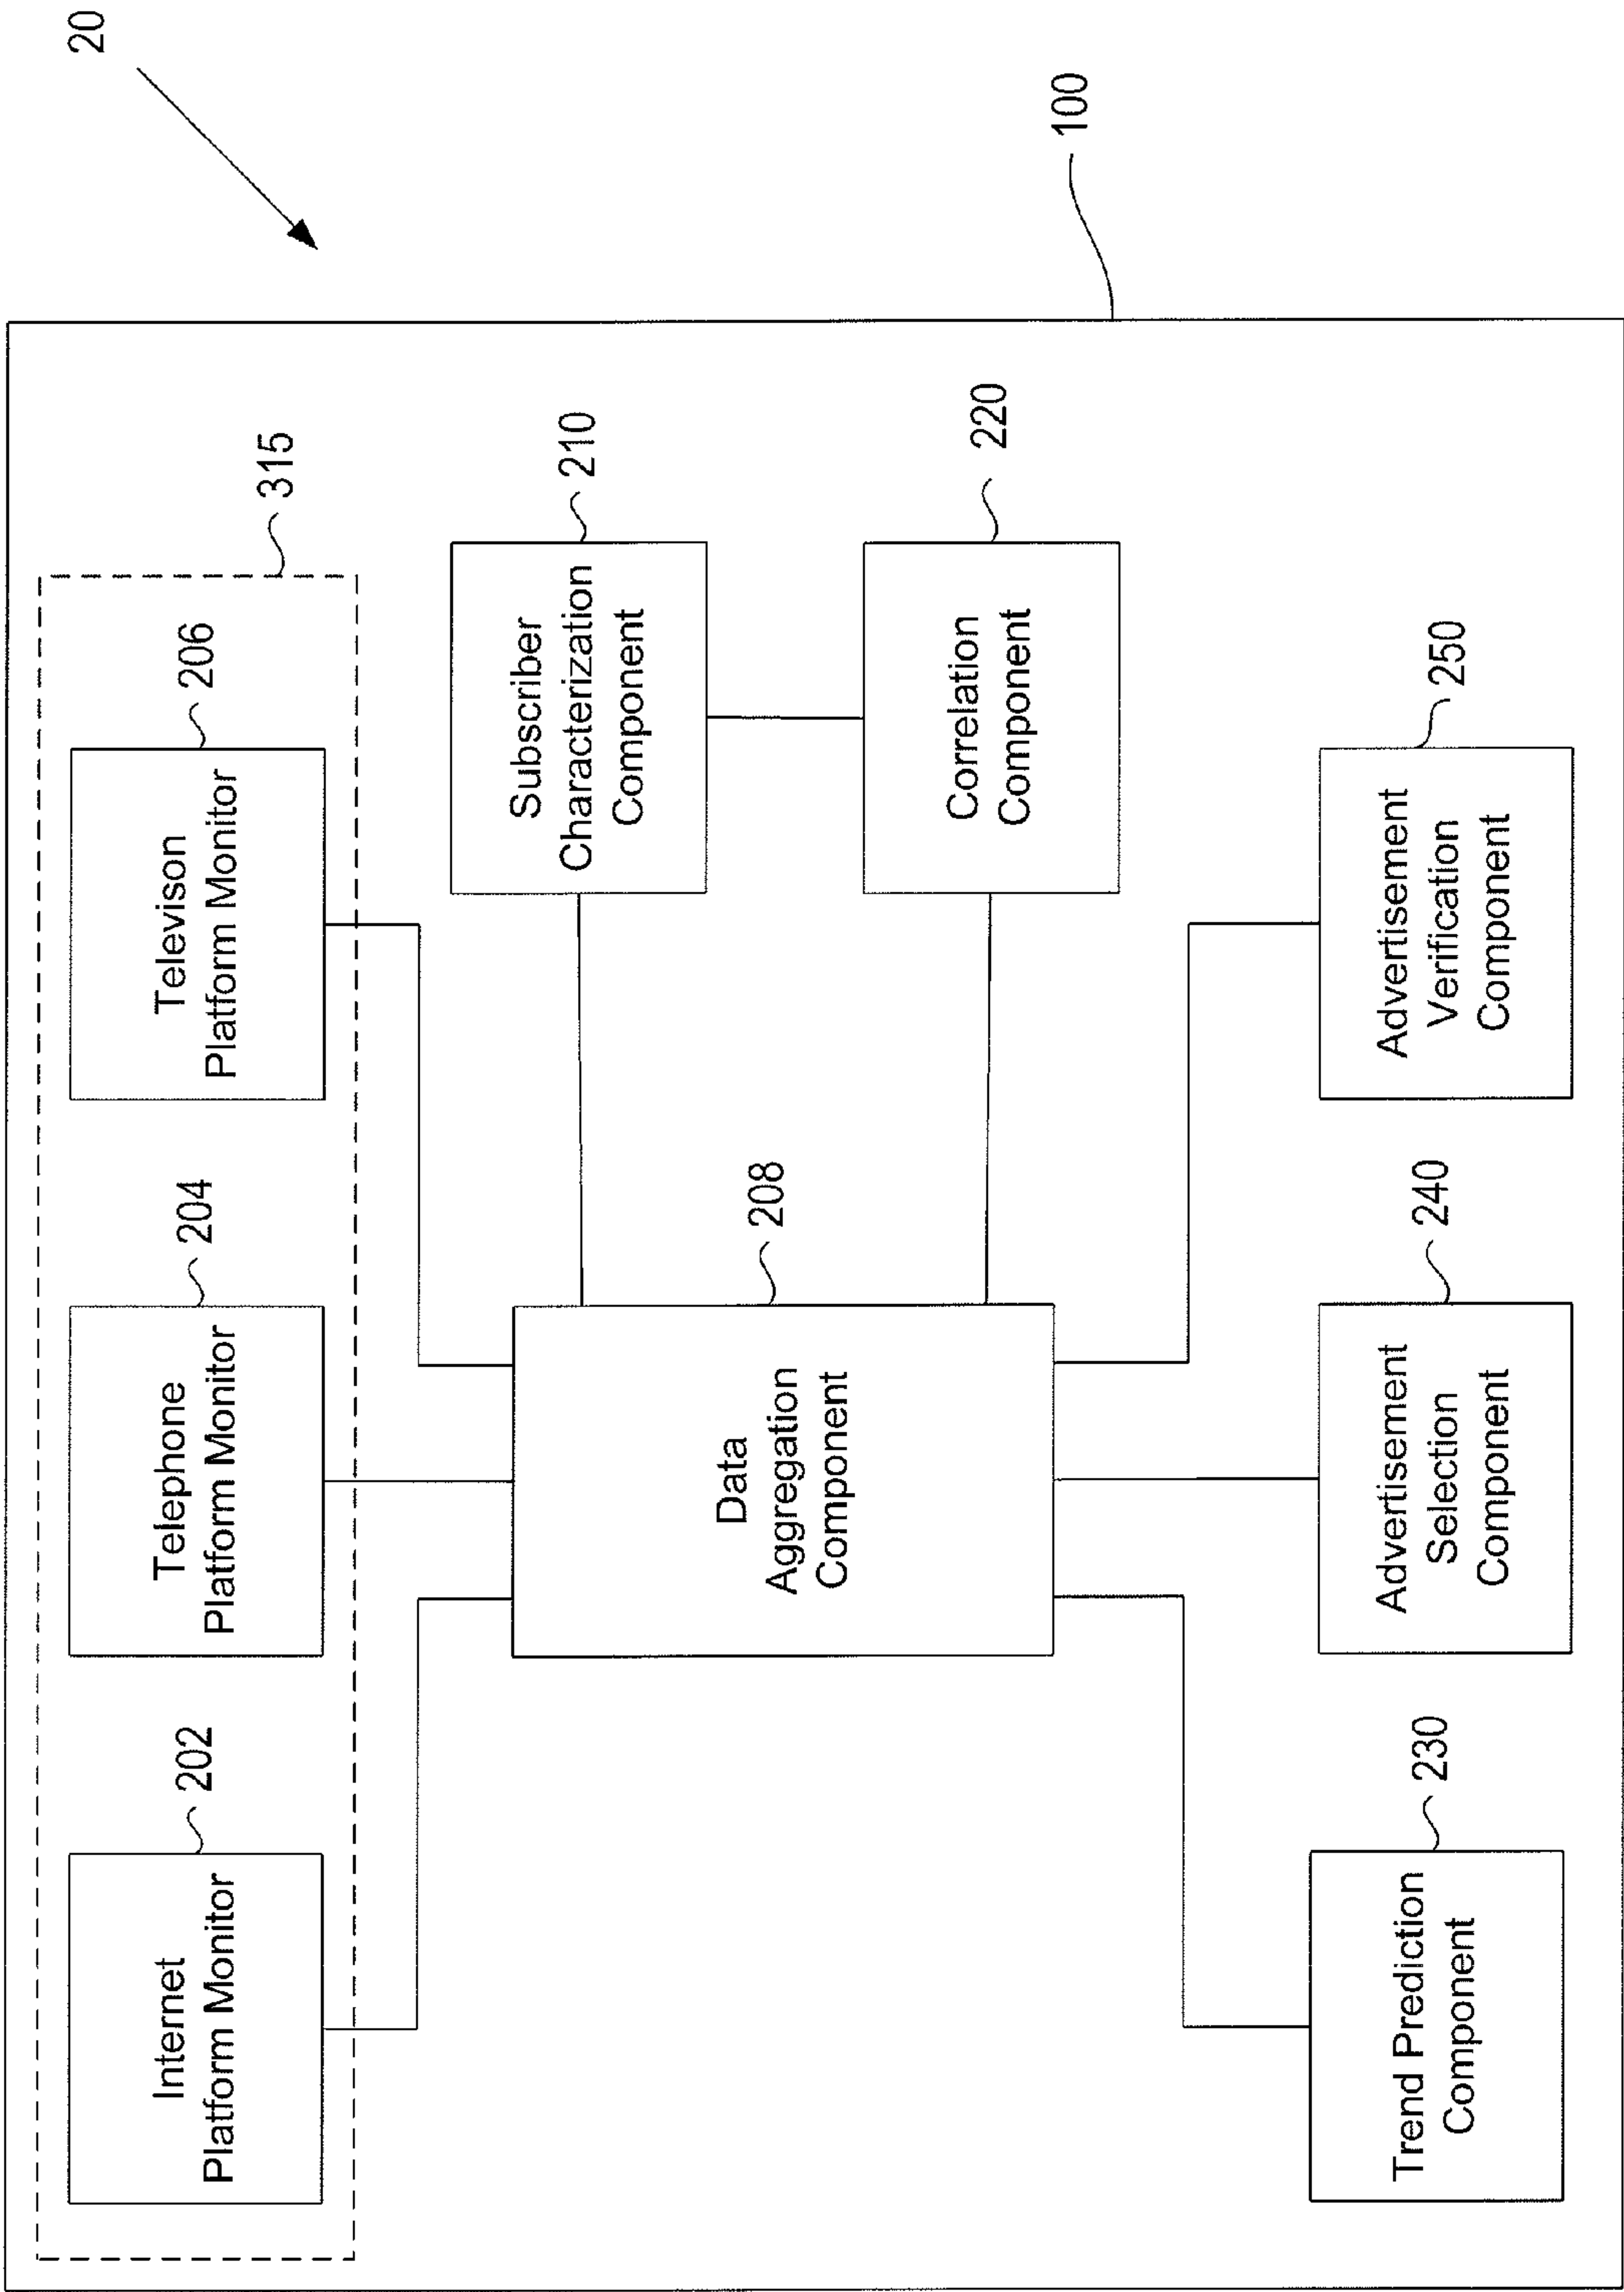 20
100
315
Internet
Platform Monitor
202
Telephone
Platform Monitor
204
Televison
Platform Monitor
206
Data
Aggregation
Component
208
Subscriber
Characterization
Component
210
Correlation
Component
220
Trend Prediction
Component
230
Advertisement
Selection
Component
240
Advertisement
Verification
Component
250